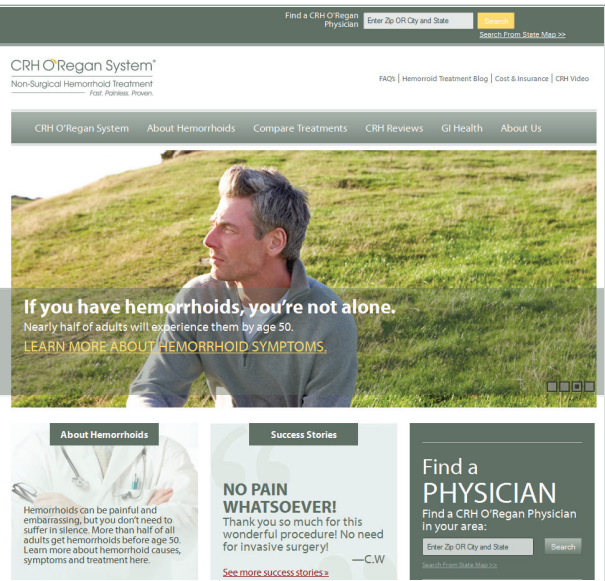 Find a CRH O'Regan
Physician
Enter Zip OR City and State
Search
Search From State Map >>
CRH O'Regan System
Non-Surgical Hemorrhoid Treatment
Fast. Painless. Proven.
FAQs | Hemorroid Treatment Blog | Cost & Insurance | CRH Video
CRH O'Regan System About Hemorrhoids Compare Treatments CRH Reviews GI Health About Us
If you have hemorrhoids, you're not alone.
Nearly half of adults will experience them by age 50.
LEARN MORE ABOUT HEMORRHOID SYMPTOMS.
About Hemorrhoids
Hemorrhoids can be painful and
embarrassing, but you don't need to
suffer in silence. More than half of all
adults get hemorrhoids before age 50.
Learn more about hemorrhoid causes,
symptoms and treatment here.
Success Stories
NO PAIN
WHATSOEVER!
Thank you so much for this
wonderful procedure! No need
for invasive surgery!
—C.W
See more success stories »
Find a
PHYSICIAN
Find a CRH O'Regan Physician
in your area:
Enter Zip OR City and State
Search
Search From State Map >>